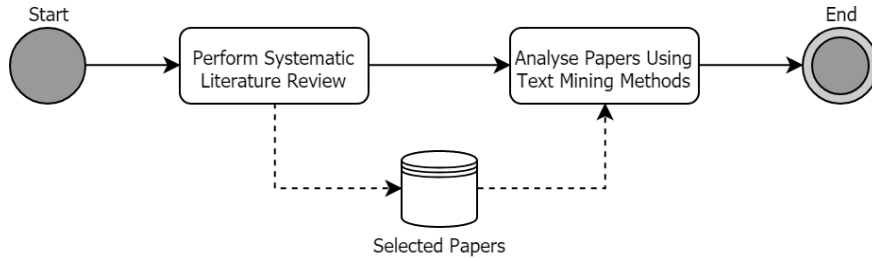 Start
End
Perform Systematic
Literature Review
Analyse Papers Using
Text Mining Methods
Selected Papers